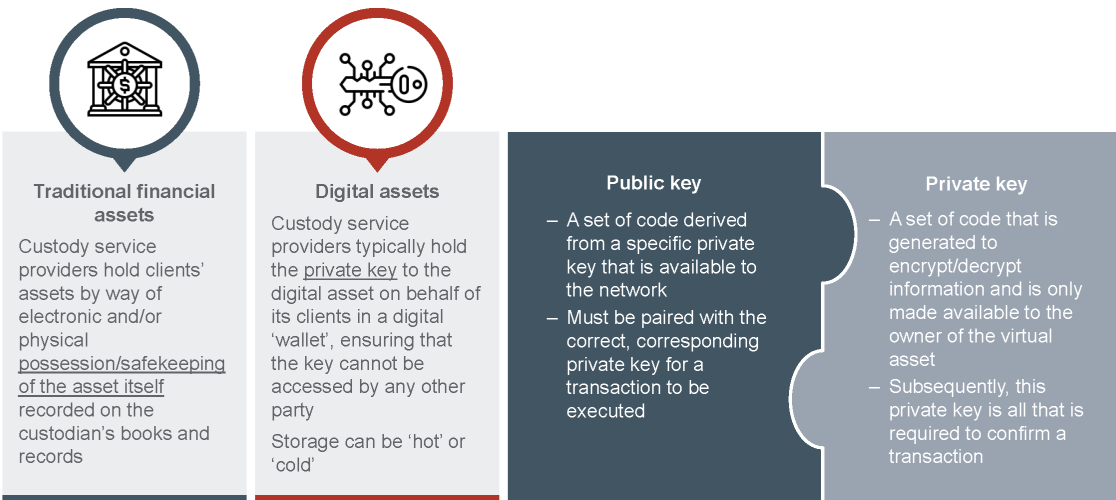 $
Traditional financial
assets
Custody service
providers hold clients’
assets by way of
electronic and/or
physical
possession/safekeeping
of the asset itself
recorded on the
custodian’s books and
records
Digital assets
Custody service
providers typically hold
the private key to the
digital asset on behalf of
its clients in a digital
‘wallet’, ensuring that
the key cannot be
accessed by any other
party
Storage can be ‘hot’ or
‘cold’
Public key
– A set of code derived
from a specific private
key that is available to
the network
– Must be paired with the
correct, corresponding
private key for a
transaction to be
executed
Private key
– A set of code that is
generated to
encrypt/decrypt
information and is only
made available to the
owner of the virtual
asset
– Subsequently, this
private key is all that is
required to confirm a
transaction